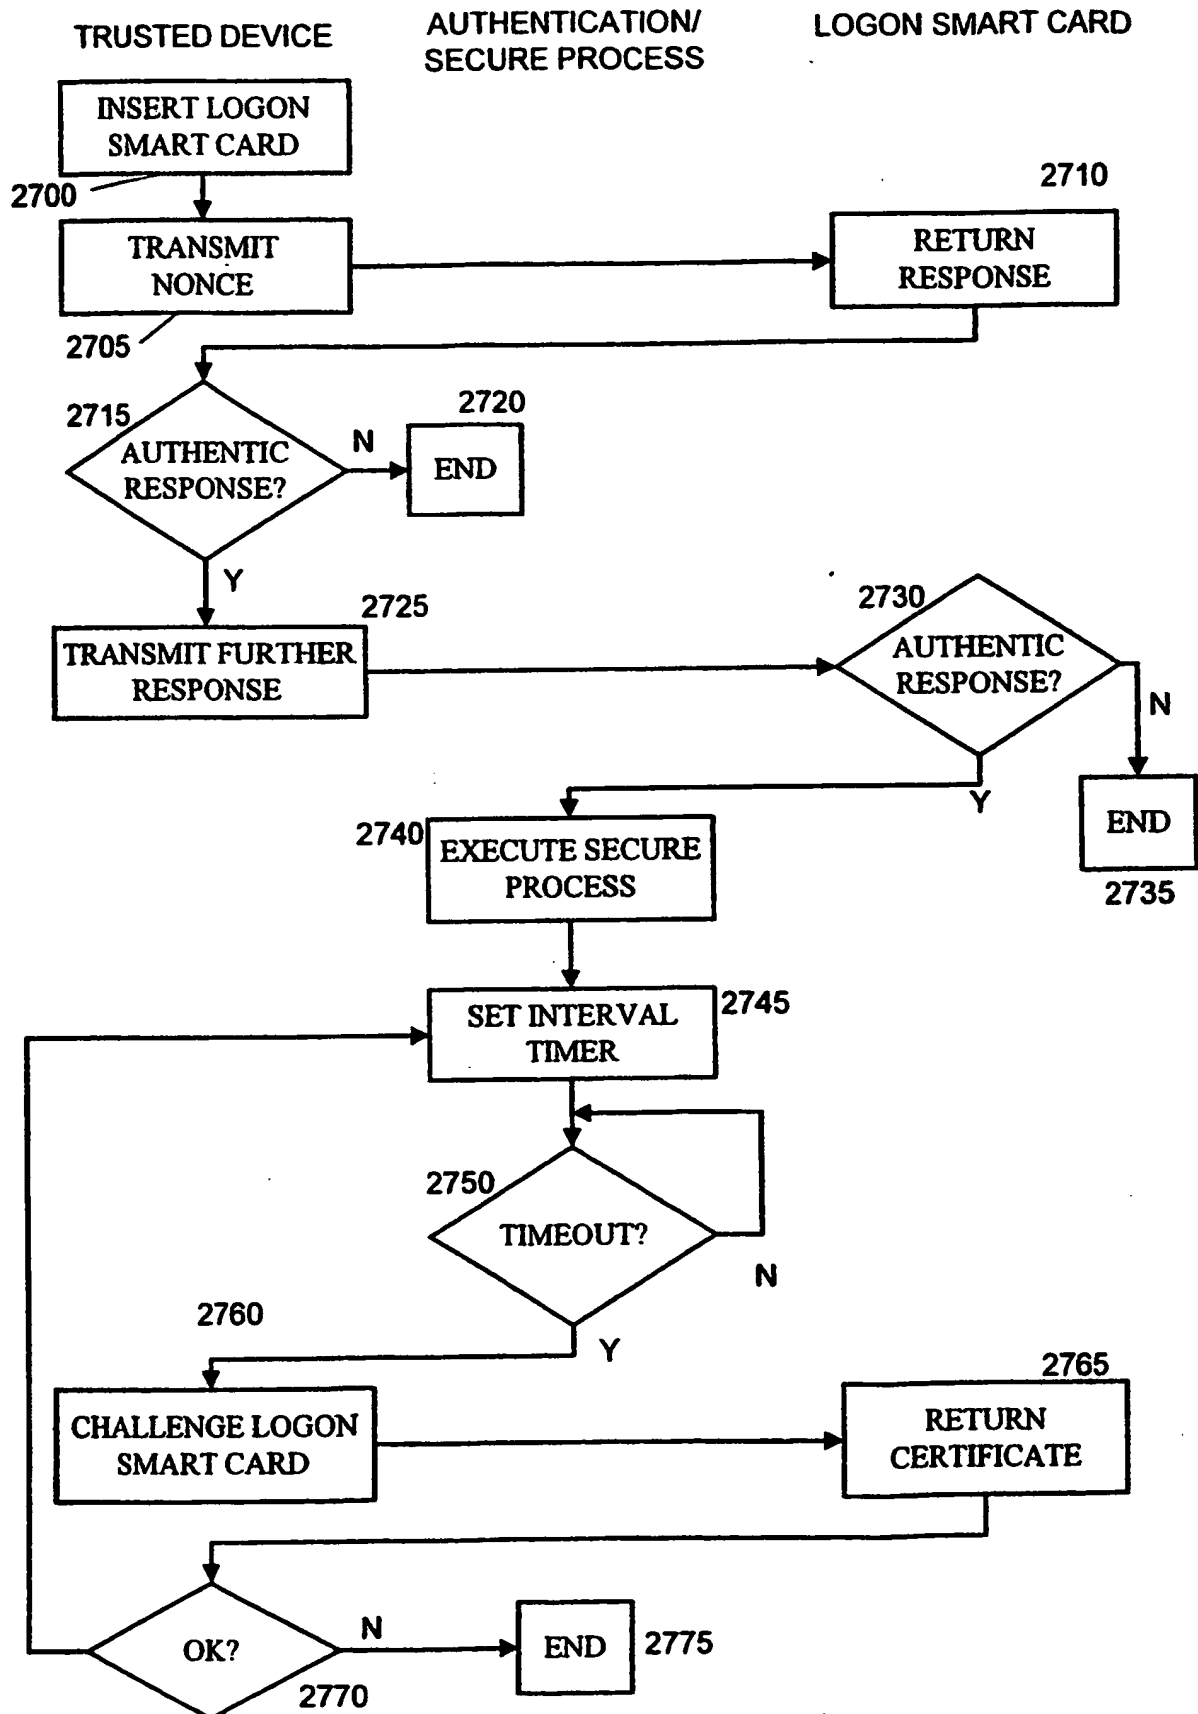 TRUSTED DEVICE
AUTHENTICATION/
SECURE PROCESS
LOGON SMART CARD
INSERT LOGON
SMART CARD
2700
2710
TRANSMIT
NONCE
RETURN
RESPONSE
2705
2715
2720
AUTHENTIC
RESPONSE?
N
END
Y
2725
2730
TRANSMIT FURTHER
RESPONSE
AUTHENTIC
RESPONSE?
N
Y
2740
EXECUTE SECURE
PROCESS
END
2735
SET INTERVAL
TIMER
2745
2750
TIMEOUT?
N
2760
Y
2765
CHALLENGE LOGON
SMART CARD
RETURN
CERTIFICATE
OK?
N
END
2775
2770